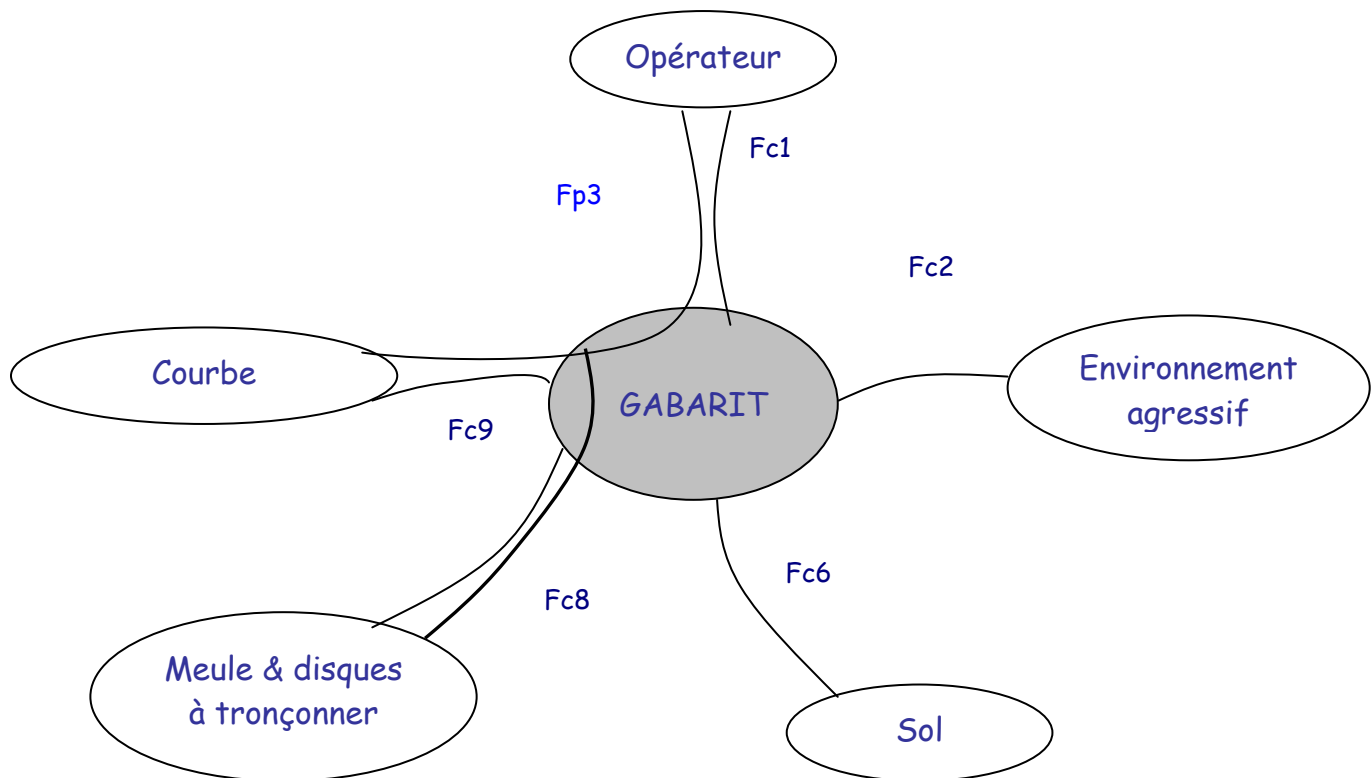 Opérateur
Fc1
Fp3
Fc2
Courbe
Environnement
agressif
GABARIT
Fc9
Fc6
Fc8
Meule & disques
à tronçonner
Sol